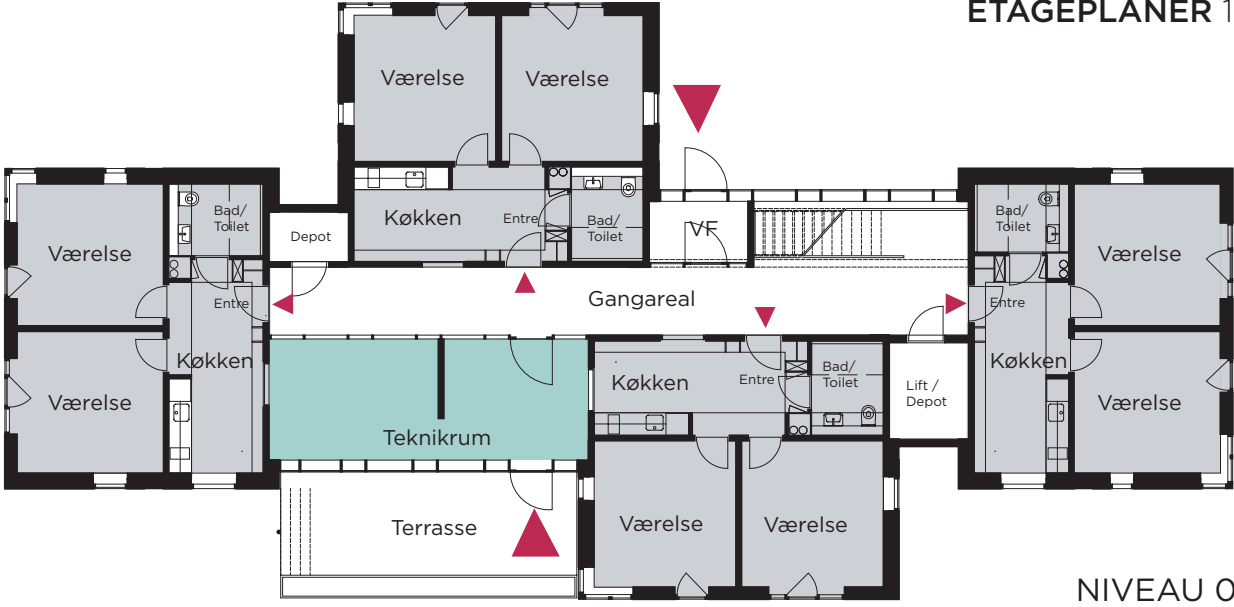 ETAGEPLANER 1
Værelse
Værelse
Køkken
Entre
Bad/
Toilet
VF
Værelse
Bad/
Toilet
Depot
Entre
Køkken
Værelse
Gangareal
Bad/
Toilet
Værelse
Entre
Køkken
Værelse
Teknikrum
Køkken
Entre
Bad/
Toilet
Lift /
Depot
Terrasse
Værelse
Værelse
NIVEAU 0